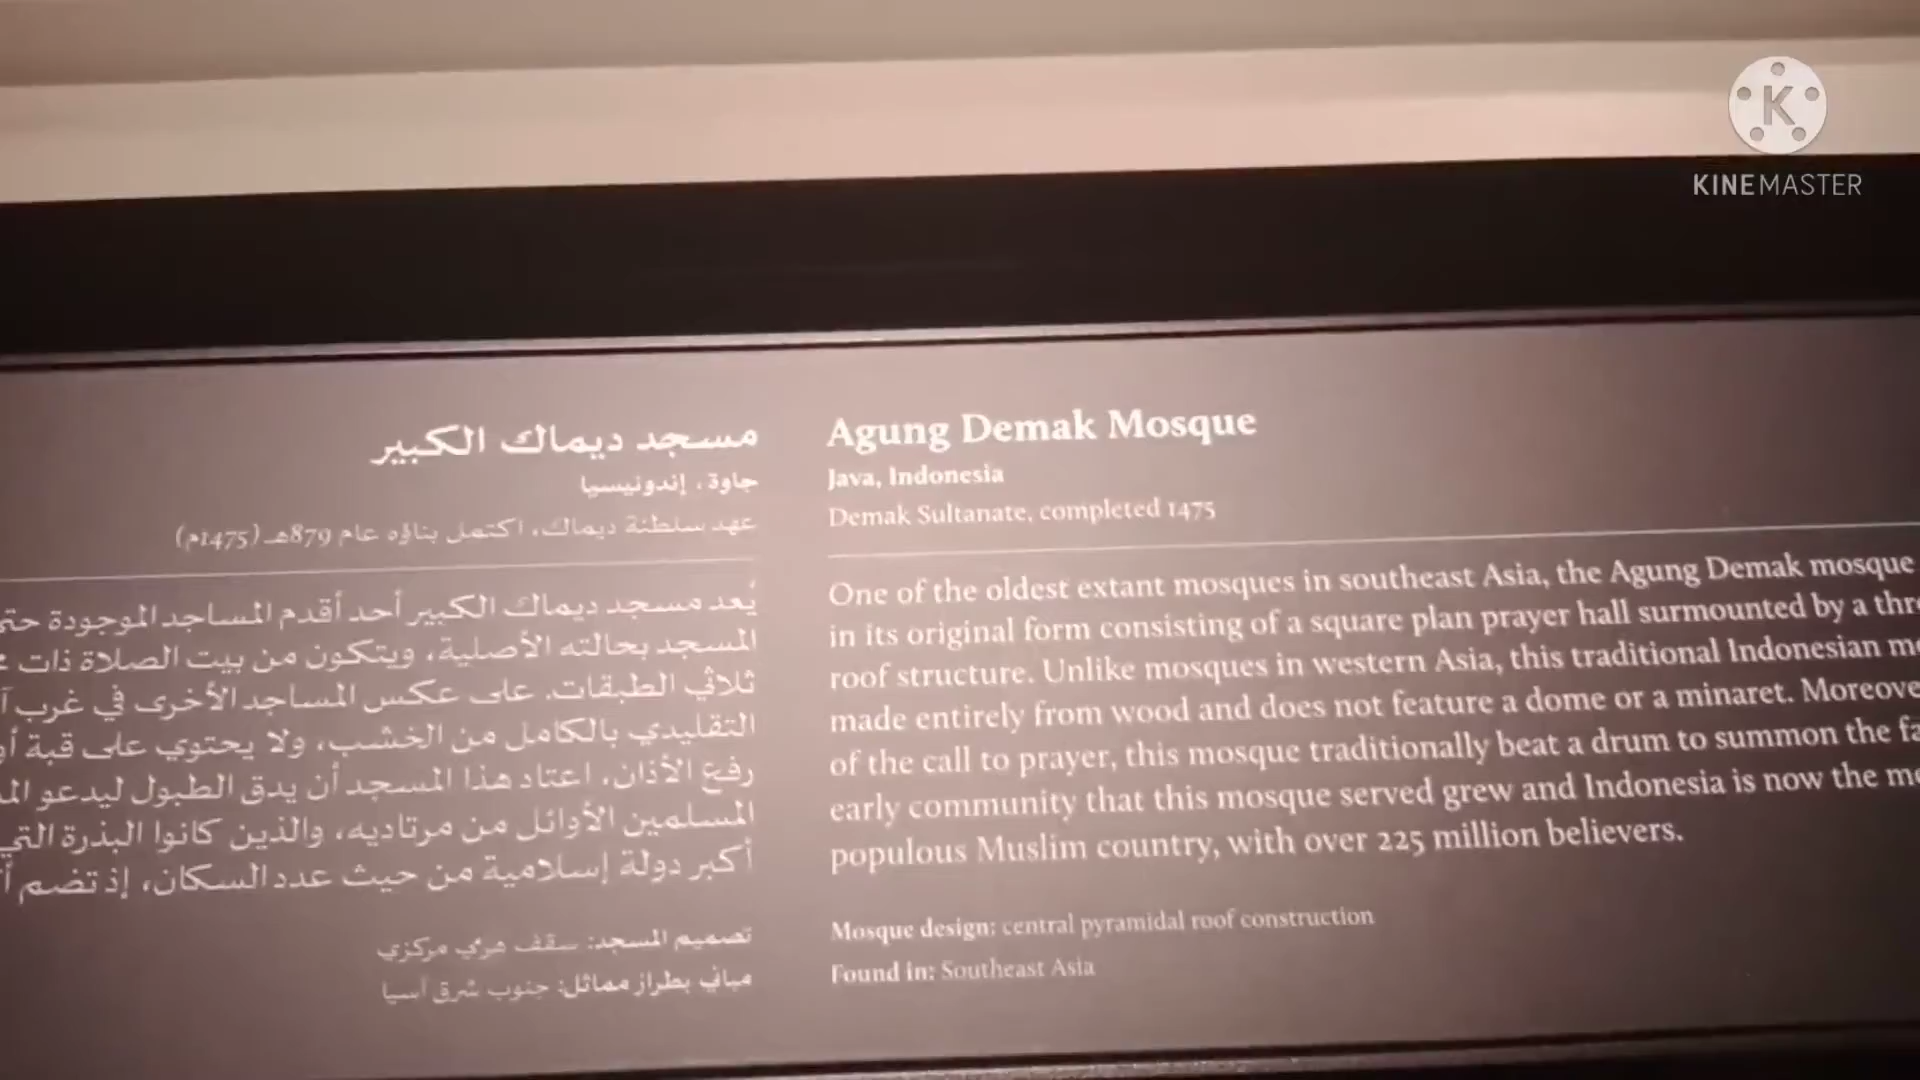 KINEMASTER
مسجد ديماك الكبير
جاوة، إندونيسيا
عهد سلطنة ديماك، اكتمل بناؤه عام 879هـ (1475م)
يُعد مسجد ديماك الكبير أحد أقدم المساجد الموجودة
المسجد بحالته الأصلية، ويتكون من بيت الصلاة ذات
ثلاثي الطبقات. على عكس المساجد الأخرى في غرب
التقليدي بالكامل من الخشب، ولا يحتوي على قبة
رفع الأذان، اعتاد هذا المسجد أن يدق الطبول ليدعو
المسلمين الأوائل من مرتاديه، والذين كانوا البذرة التي
أكبر دولة إسلامية من حيث عدد السكان، إذ تضم
تصميم المسجد: سقف هرمي مركزي
مباني بطراز مماثل: جنوب شرق آسيا
Agung Demak Mosque
Java, Indonesia
Demak Sultanate, completed 1475
One of the oldest extant mosques in southeast Asia, the Agung Demak mosque
in its original form consisting of a square plan prayer hall surmounted by a
roof structure. Unlike mosques in western Asia, this traditional Indonesian
made entirely from wood and does not feature a dome or a minaret.
of the call to prayer, this mosque traditionally beat a drum to summon the
early community that this mosque served grew and Indonesia is now the
populous Muslim country, with over 225 million believers.
Mosque design: central pyramidal roof construction
Found in: Southeast Asia